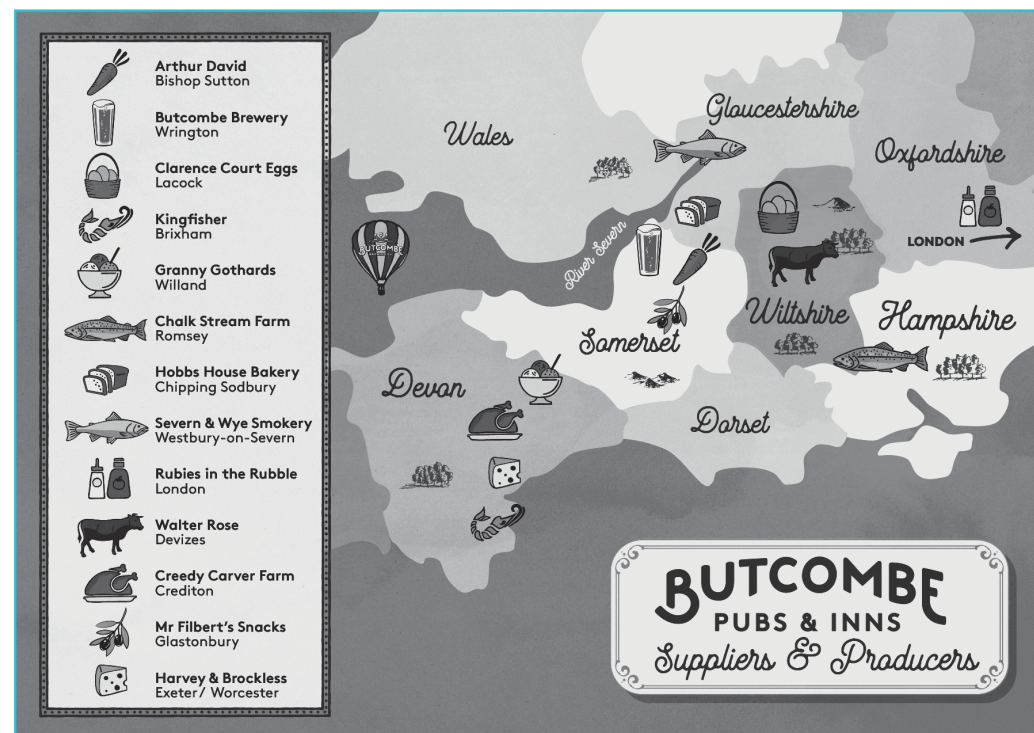 Arthur David
Bishop Sutton
Butcombe Brewery
Wrington
Clarence Court Eggs
Lacock
Kingfisher
Brixham
Granny Gothards
Willand
Chalk Stream Farm
Romsey
Hobbs House Bakery
Chipping Sodbury
Severn & Wye Smokery
Westbury-on-Severn
Rubies in the Rubble
London
Walter Rose
Devizes
Creedy Carver Farm
Crediton
Mr Filbert's Snacks
Glastonbury
Harvey & Brockless
Exeter/ Worcester
Wales
Gloucestershire
Oxfordshire
BUTCOMBE
River Severn
LONDON
Wiltshire
Hampshire
Somerset
Devon
Dorset
BUTCOMBE
PUBS & INNS
Suppliers & Producers